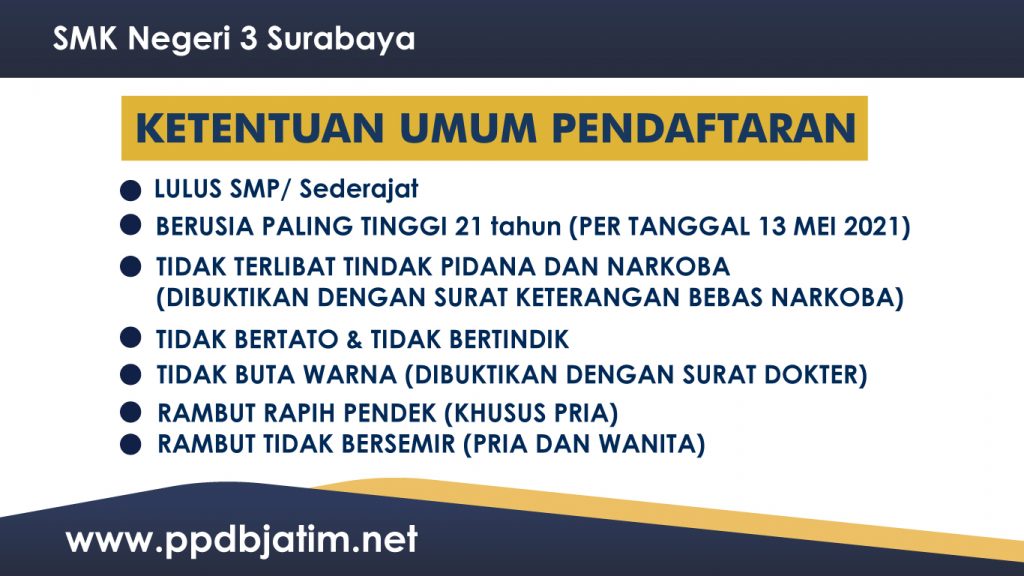 SMK Negeri 3 Surabaya
KETENTUAN UMUM PENDAFTARAN
LULUS SMP/ Sederajat
BERUSIA PALING TINGGI 21 tahun (PER TANGGAL 13 MEI 2021)
TIDAK TERLIBAT TINDAK PIDANA DAN NARKOBA
(DIBUKTIKAN DENGAN SURAT KETERANGAN BEBAS NARKOBA)
TIDAK BERTATO & TIDAK BERTINDIK
TIDAK BUTA WARNA (DIBUKTIKAN DENGAN SURAT DOKTER)
RAMBUT RAPIH PENDEK (KHUSUS PRIA)
RAMBUT TIDAK BERSEMIR (PRIA DAN WANITA)
www.ppdbjatim.net